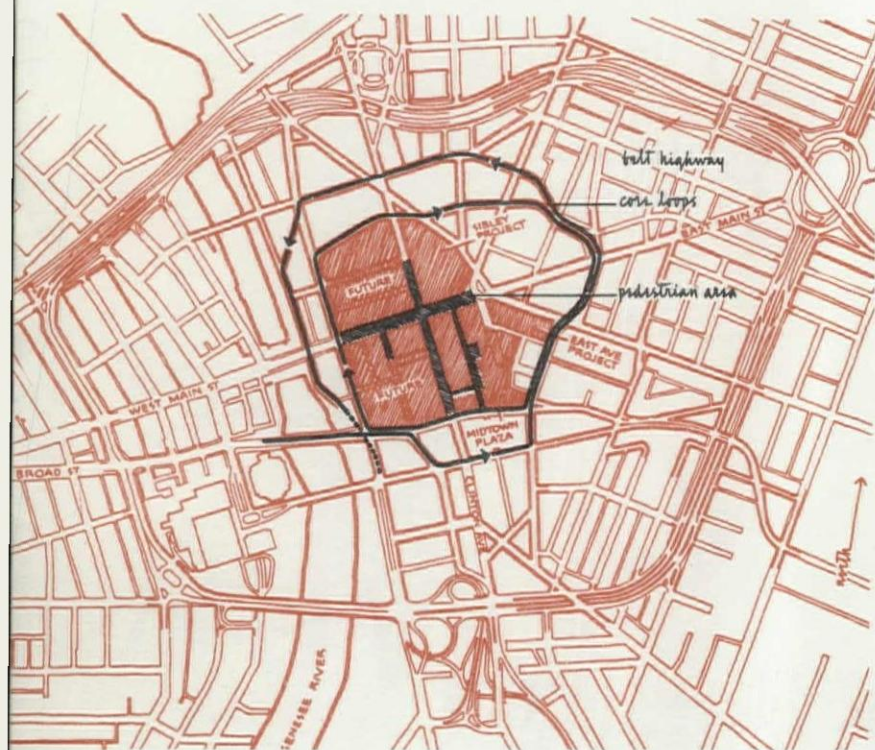 belt highway
core loops
SIBLEY
PROJECT
EAST MAIN ST
FUTURE
pedestrian area
EAST AVE
PROJECT
FUTURE
WEST MAIN ST
MIDTOWN
PLAZA
BROAD ST
CLINTON AVE
north
GENESEE RIVER